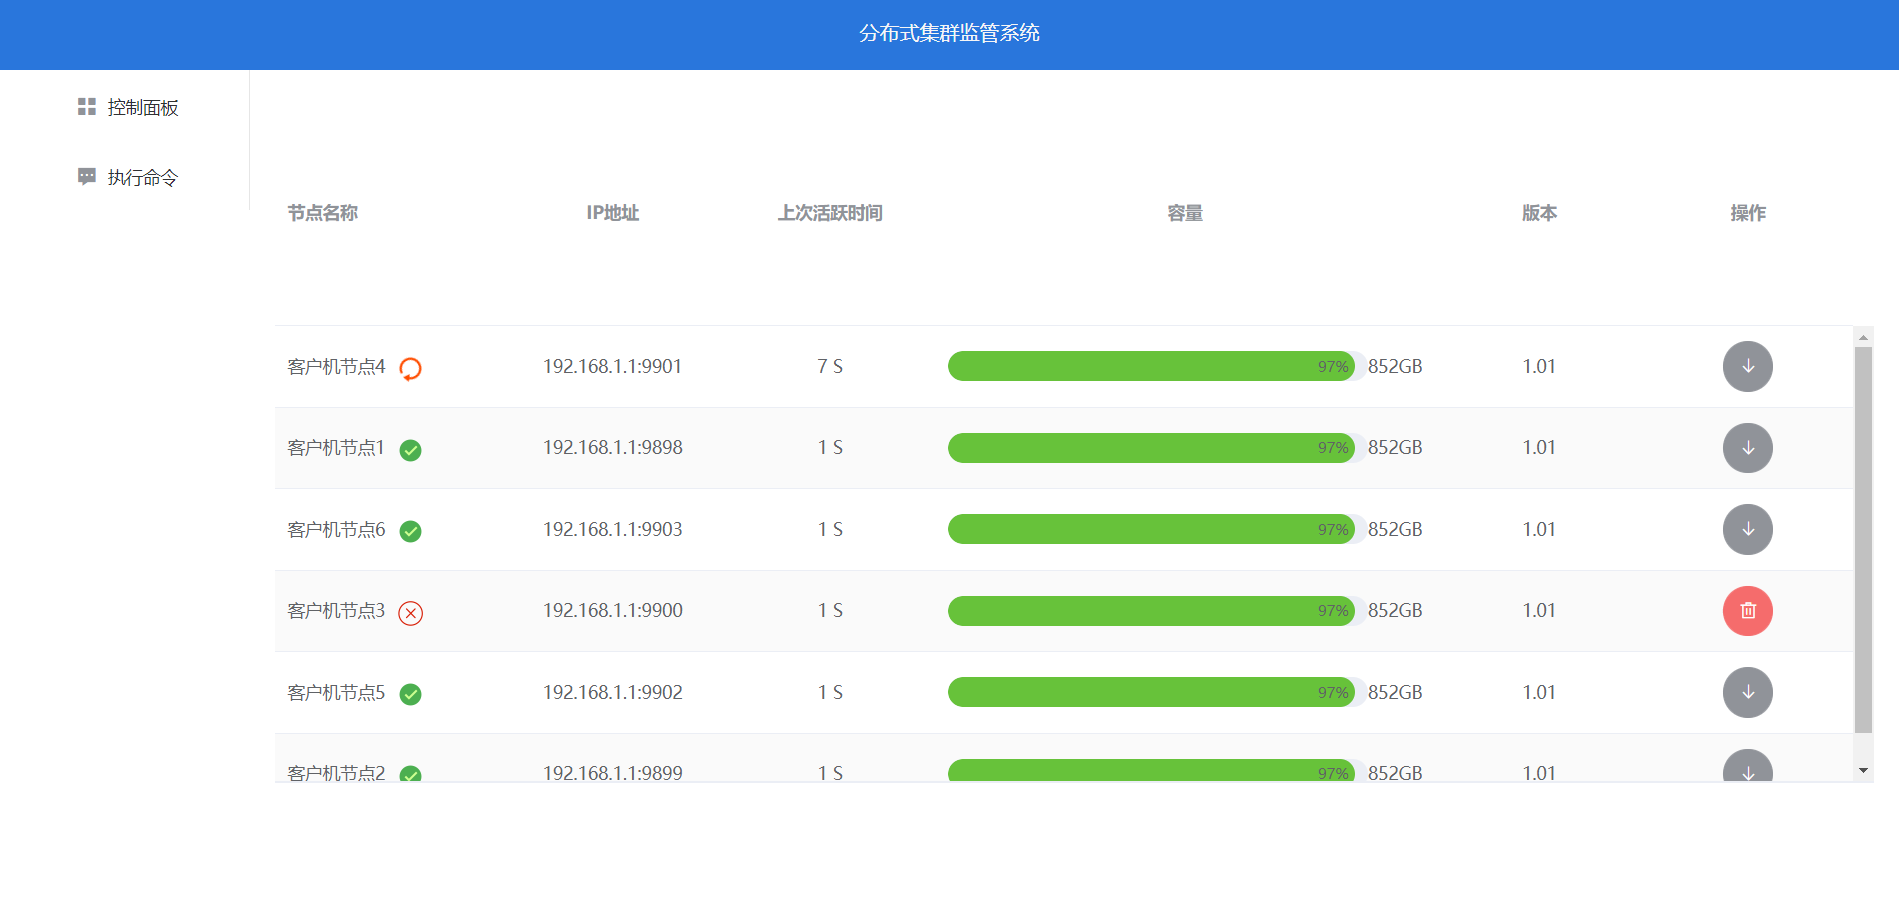 分布式集群监管系统
控制面板
执行命令
节点名称 IP地址 上次活跃时间 容量 版本 操作
客户机节点4 192.168.1.1:9901 7 S 97% 852GB 1.01
客户机节点1 192.168.1.1:9898 1 S 97% 852GB 1.01
客户机节点6 192.168.1.1:9903 1 S 97% 852GB 1.01
客户机节点3 192.168.1.1:9900 1 S 97% 852GB 1.01
客户机节点5 192.168.1.1:9902 1 S 97% 852GB 1.01
客户机节点2 192.168.1.1:9899 1 S 97% 852GB 1.01